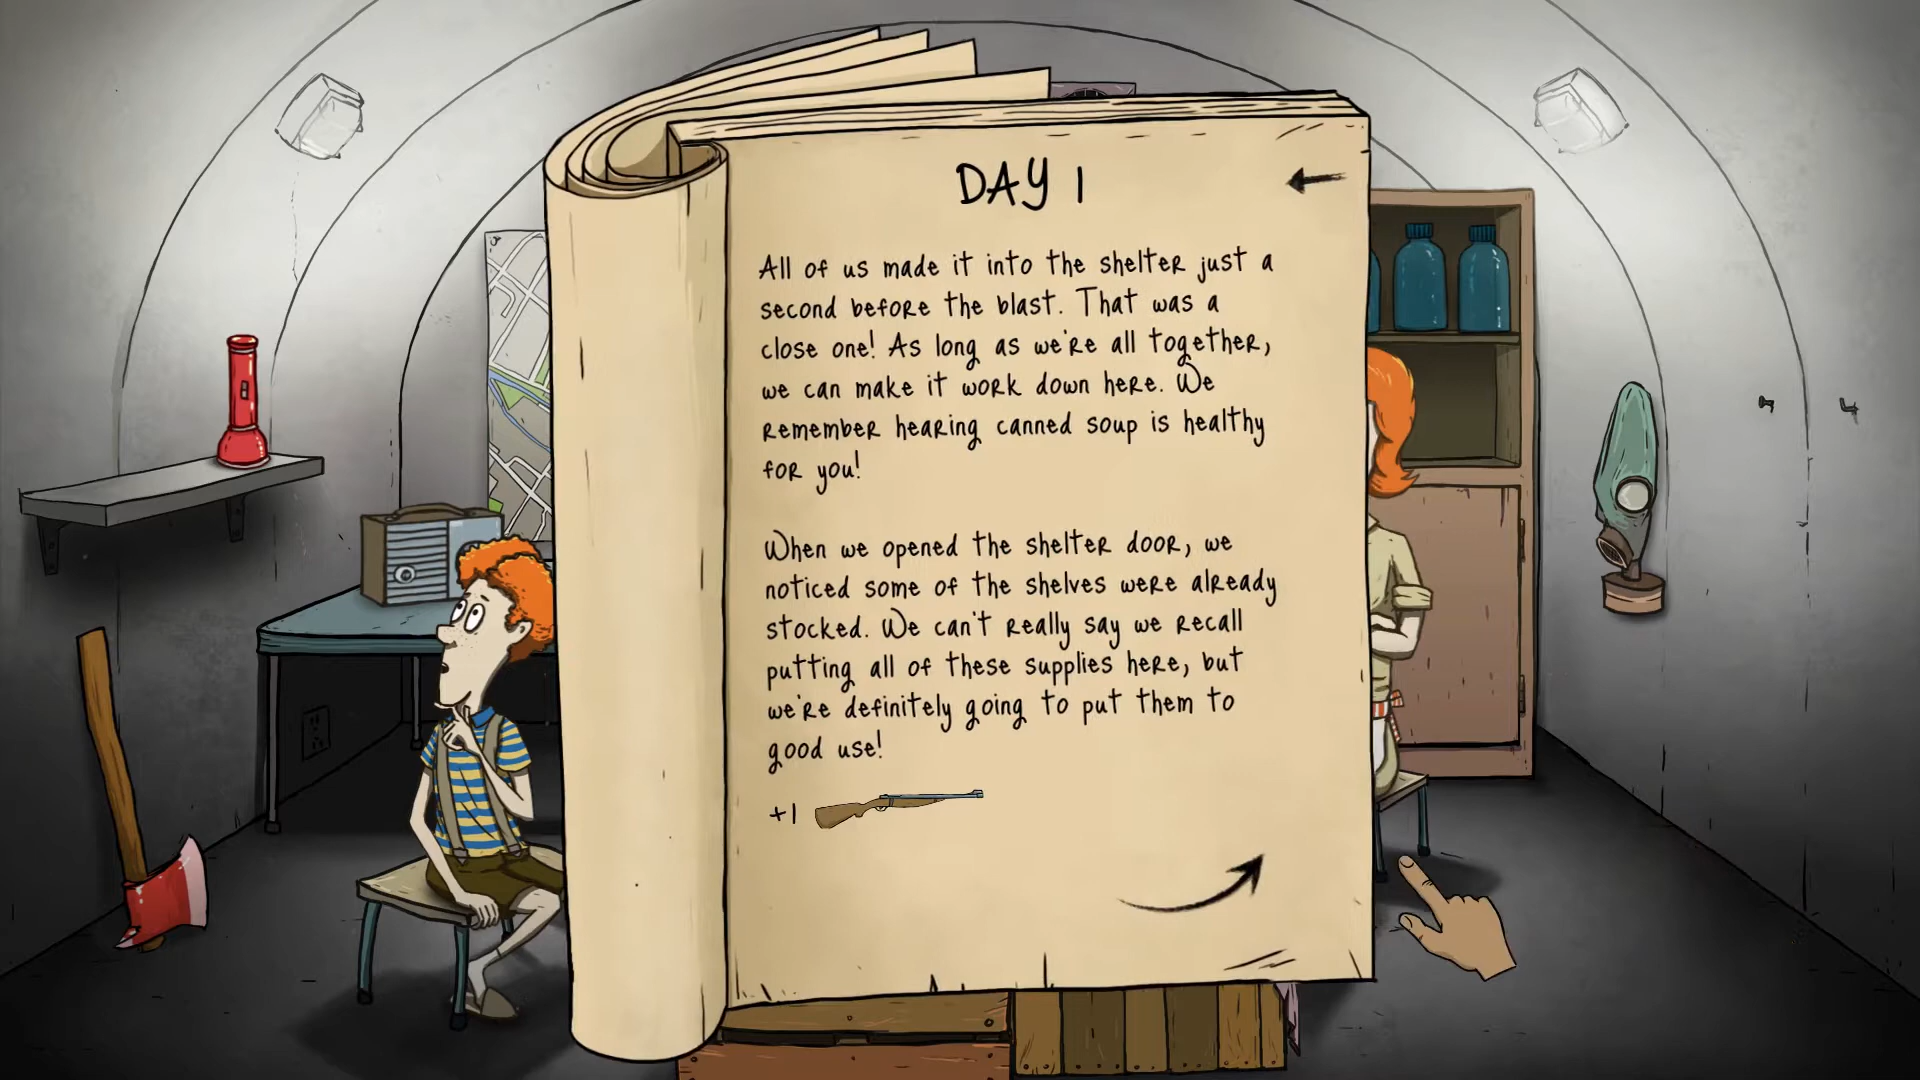 DAY 1
All of us made it into the shelter just a
second before the blast. That was a
close one! As long as we're all together,
we can make it work down here. We
remember hearing canned soup is healthy
for you!
When we opened the shelter door, we
noticed some of the shelves were already
stocked. We can't really say we recall
putting all of these supplies here, but
we're definitely going to put them to
good use!
+1